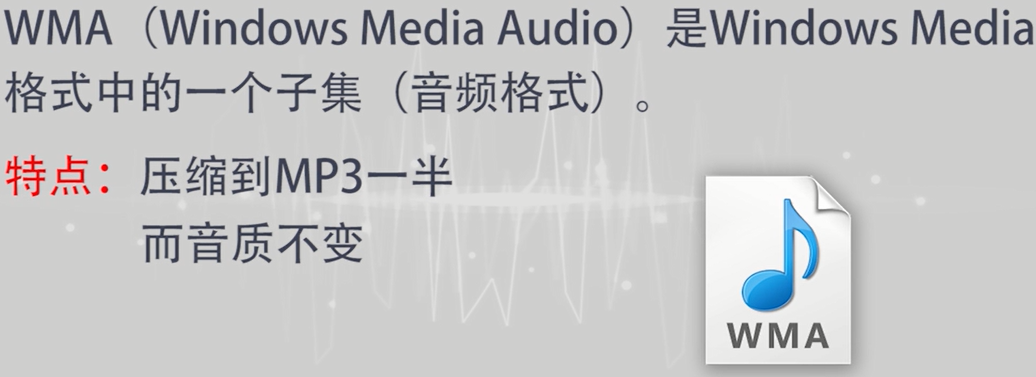 WMA（Windows Media Audio）是Windows Media
格式中的一个子集（音频格式）。
特点：压缩到MP3一半
而音质不变
WMA